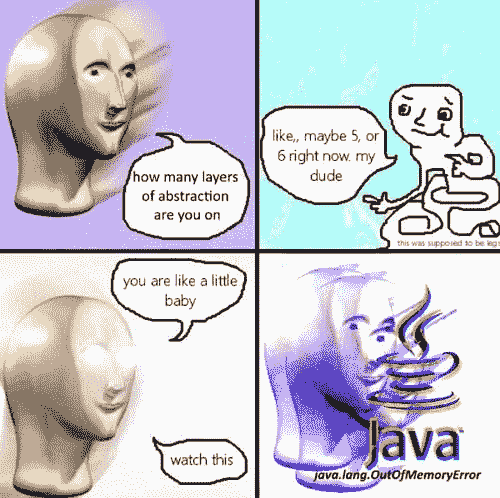 how many layers
of abstraction
are you on
like,, maybe 5, or
6 right now. my
dude
this was supposed to be legs
you are like a little
baby
watch this
Java
java.lang.OutOfMemoryError